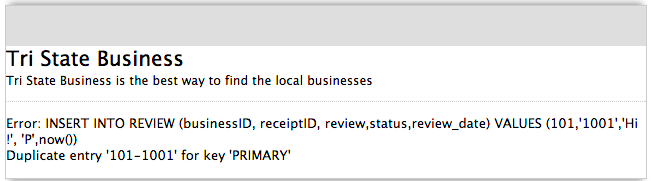 Tri State Business
Tri State Business is the best way to find the local businesses
Error: INSERT INTO REVIEW (businessID, receiptID, review,status,review_date) VALUES (101,'1001','Hi
!', 'P',now())
Duplicate entry '101-1001' for key 'PRIMARY'